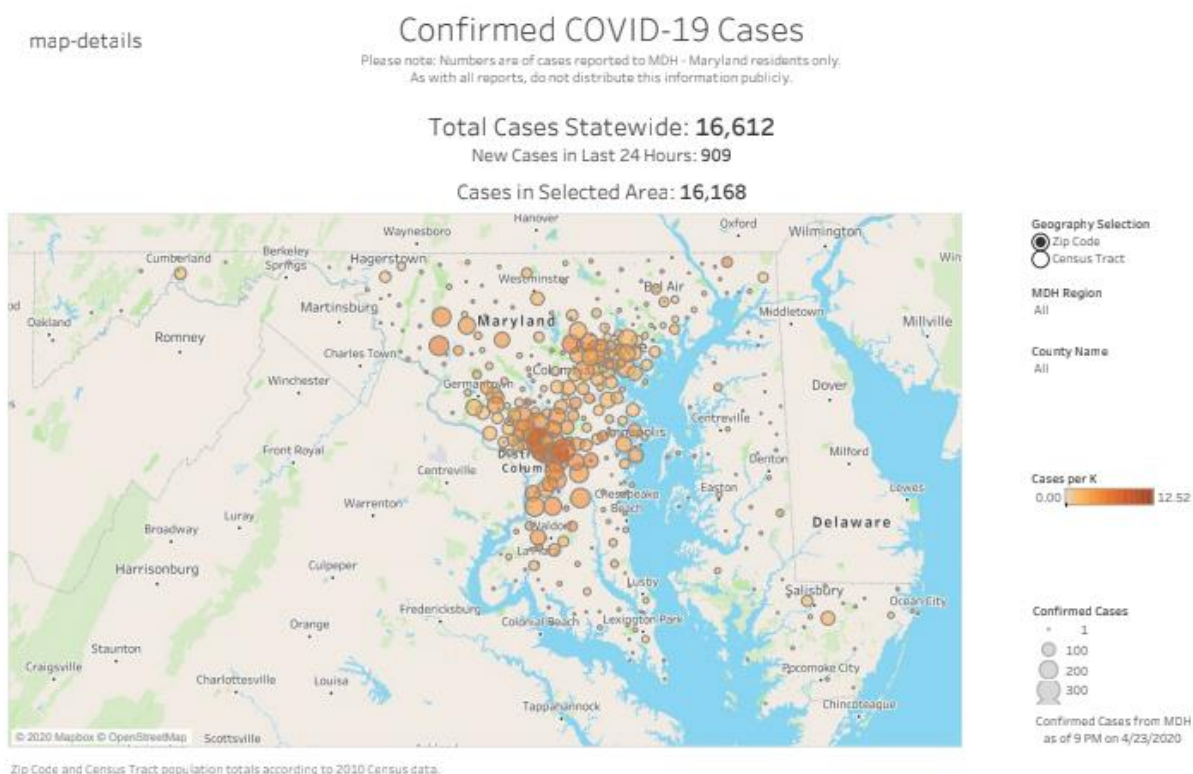 map-details
Confirmed COVID-19 Cases
Please note: Numbers are of cases reported to MDH - Maryland residents only.
As with all reports, do not distribute this information publicly.
Total Cases Statewide: 16,612
New Cases in Last 24 Hours: 909
Cases in Selected Area: 16,168
Hanover
Waynesboro
Oxford
Wilmington
Cumberland
Berkeley
Springs
Hagerstown
Westminster
Bel Air
Martinsburg
Maryland
Middletown
Millville
Oakland
Romney
Charles Town
Winchester
Germantown
Dover
Centreville
Front Royal
Centreville
Denton
Milford
Warrenton
Chesapeake
Beach
Easton
Lewes
Luray
Broadway
Waldorf
Delaware
Harrisonburg
Culpeper
Lusby
Salisbury
Ocean City
Fredericksburg
Orange
Colonial Beach
Lexington Park
Staunton
Craigsville
Charlottesville
Louisa
Pocomoke City
Tappahannock
Chincoteague
© 2020 Mapbox © OpenStreetMap
Scottsville
Geography Selection
Zip Code
Census Tract
MDH Region
All
County Name
All
Cases per K
0.00 12.52
Confirmed Cases
1
100
200
300
Confirmed Cases from MDH
as of 9 PM on 4/23/2020
Zip Code and Census Tract population totals according to 2010 Census data.